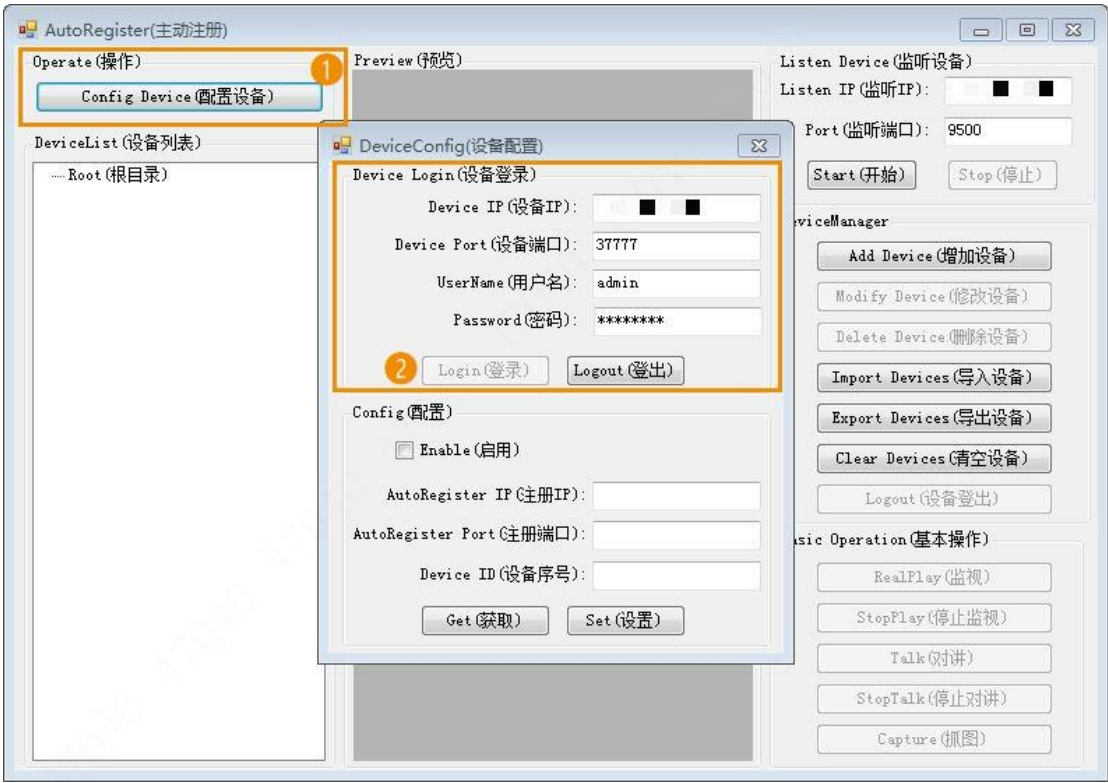 AutoRegister(主动注册)
Operate(操作)
1
Config Device(配置设备)
DeviceList(设备列表)
Root(根目录)
Preview(预览)
DeviceConfig(设备配置)
Device Login(设备登录)
Device IP(设备IP):
Device Port(设备端口): 37777
UserName(用户名): admin
Password(密码): ********
2
Login(登录) Logout(登出)
Config(配置)
Enable(启用)
AutoRegister IP(注册IP):
AutoRegister Port(注册端口):
Device ID(设备序号):
Get(获取) Set(设置)
Listen Device(监听设备)
Listen IP(监听IP):
Port(监听端口): 9500
Start(开始) Stop(停止)
eviceManager
Add Device(增加设备)
Modify Device(修改设备)
Delete Device(删除设备)
Import Devices(导入设备)
Export Devices(导出设备)
Clear Devices(清空设备)
Logout(设备登出)
asic Operation(基本操作)
RealPlay(监视)
StopPlay(停止监视)
Talk(对讲)
StopTalk(停止对讲)
Capture(抓图)